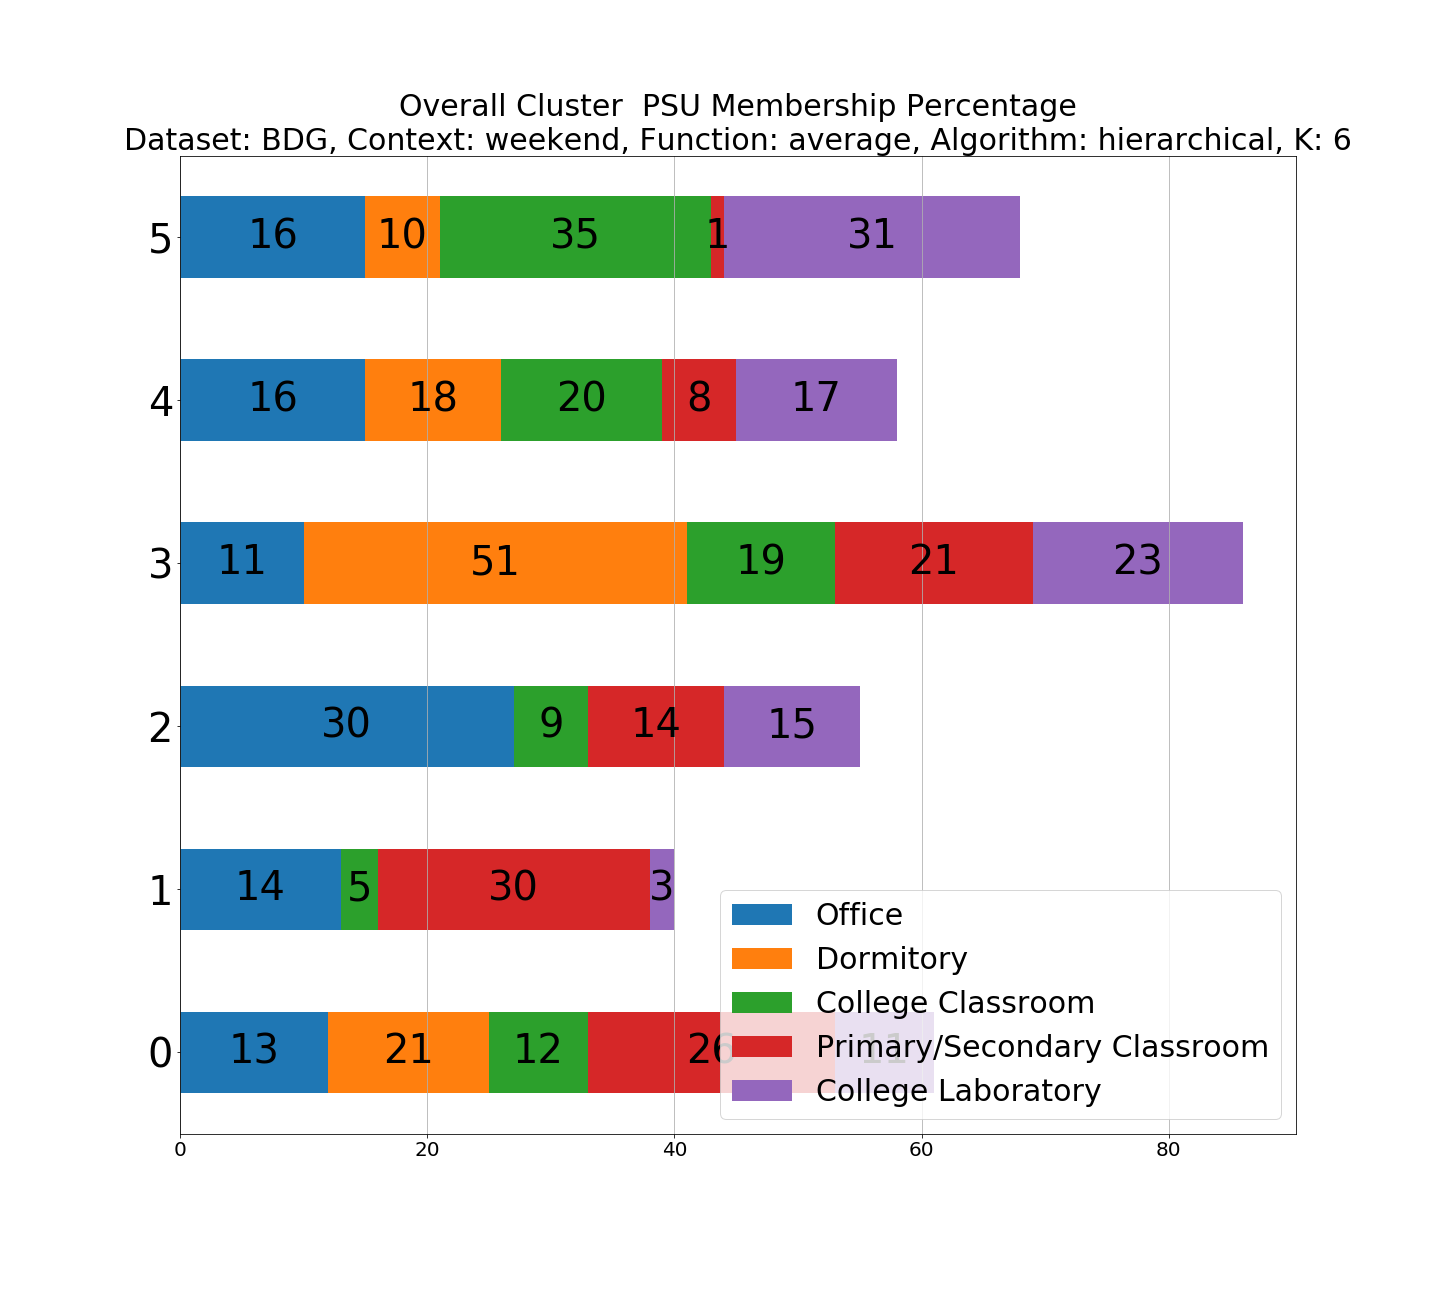 Overall Cluster  PSU Membership Percentage
Dataset: BDG, Context: weekend, Function: average, Algorithm: hierarchical, K: 6
5 16 10 35 1 31
4 16 18 20 8 17
3 11 51 19 21 23
2 30 9 14 15
1 14 5 30 3
0 13 21 12 26 11
Office
Dormitory
College Classroom
Primary/Secondary Classroom
College Laboratory
0 20 40 60 80